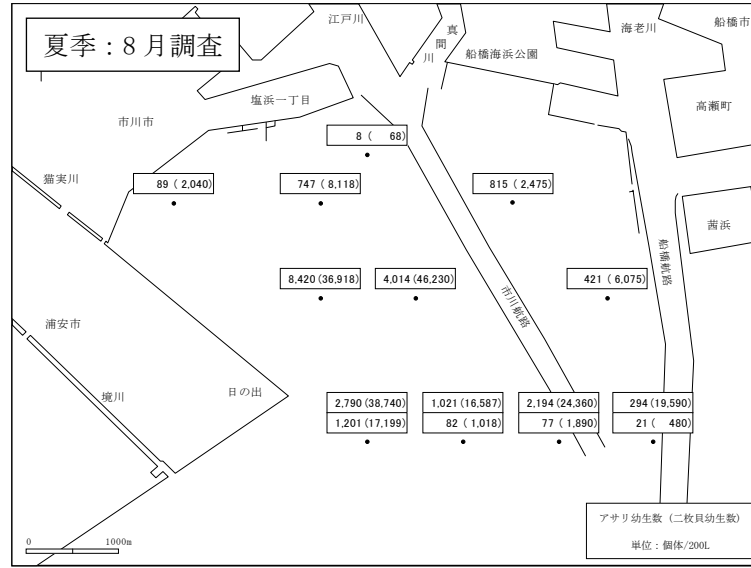 夏季：8月調査
江戸川
真間川
海老川
船橋市
船橋海浜公園
塩浜一丁目
高瀬町
市川市
8 ( 68)
猫実川
89 ( 2,040)
747 ( 8,118)
815 ( 2,475)
茜浜
船橋航路
8,420 (36,918)
4,014 (46,230)
421 ( 6,075)
市川航路
浦安市
境川
日の出
2,790 (38,740)
1,021 (16,587)
2,194 (24,360)
294 (19,590)
1,201 (17,199)
82 ( 1,018)
77 ( 1,890)
21 ( 480)
アサリ幼生数（二枚貝幼生数）
単位：個体/200L
0 1000m